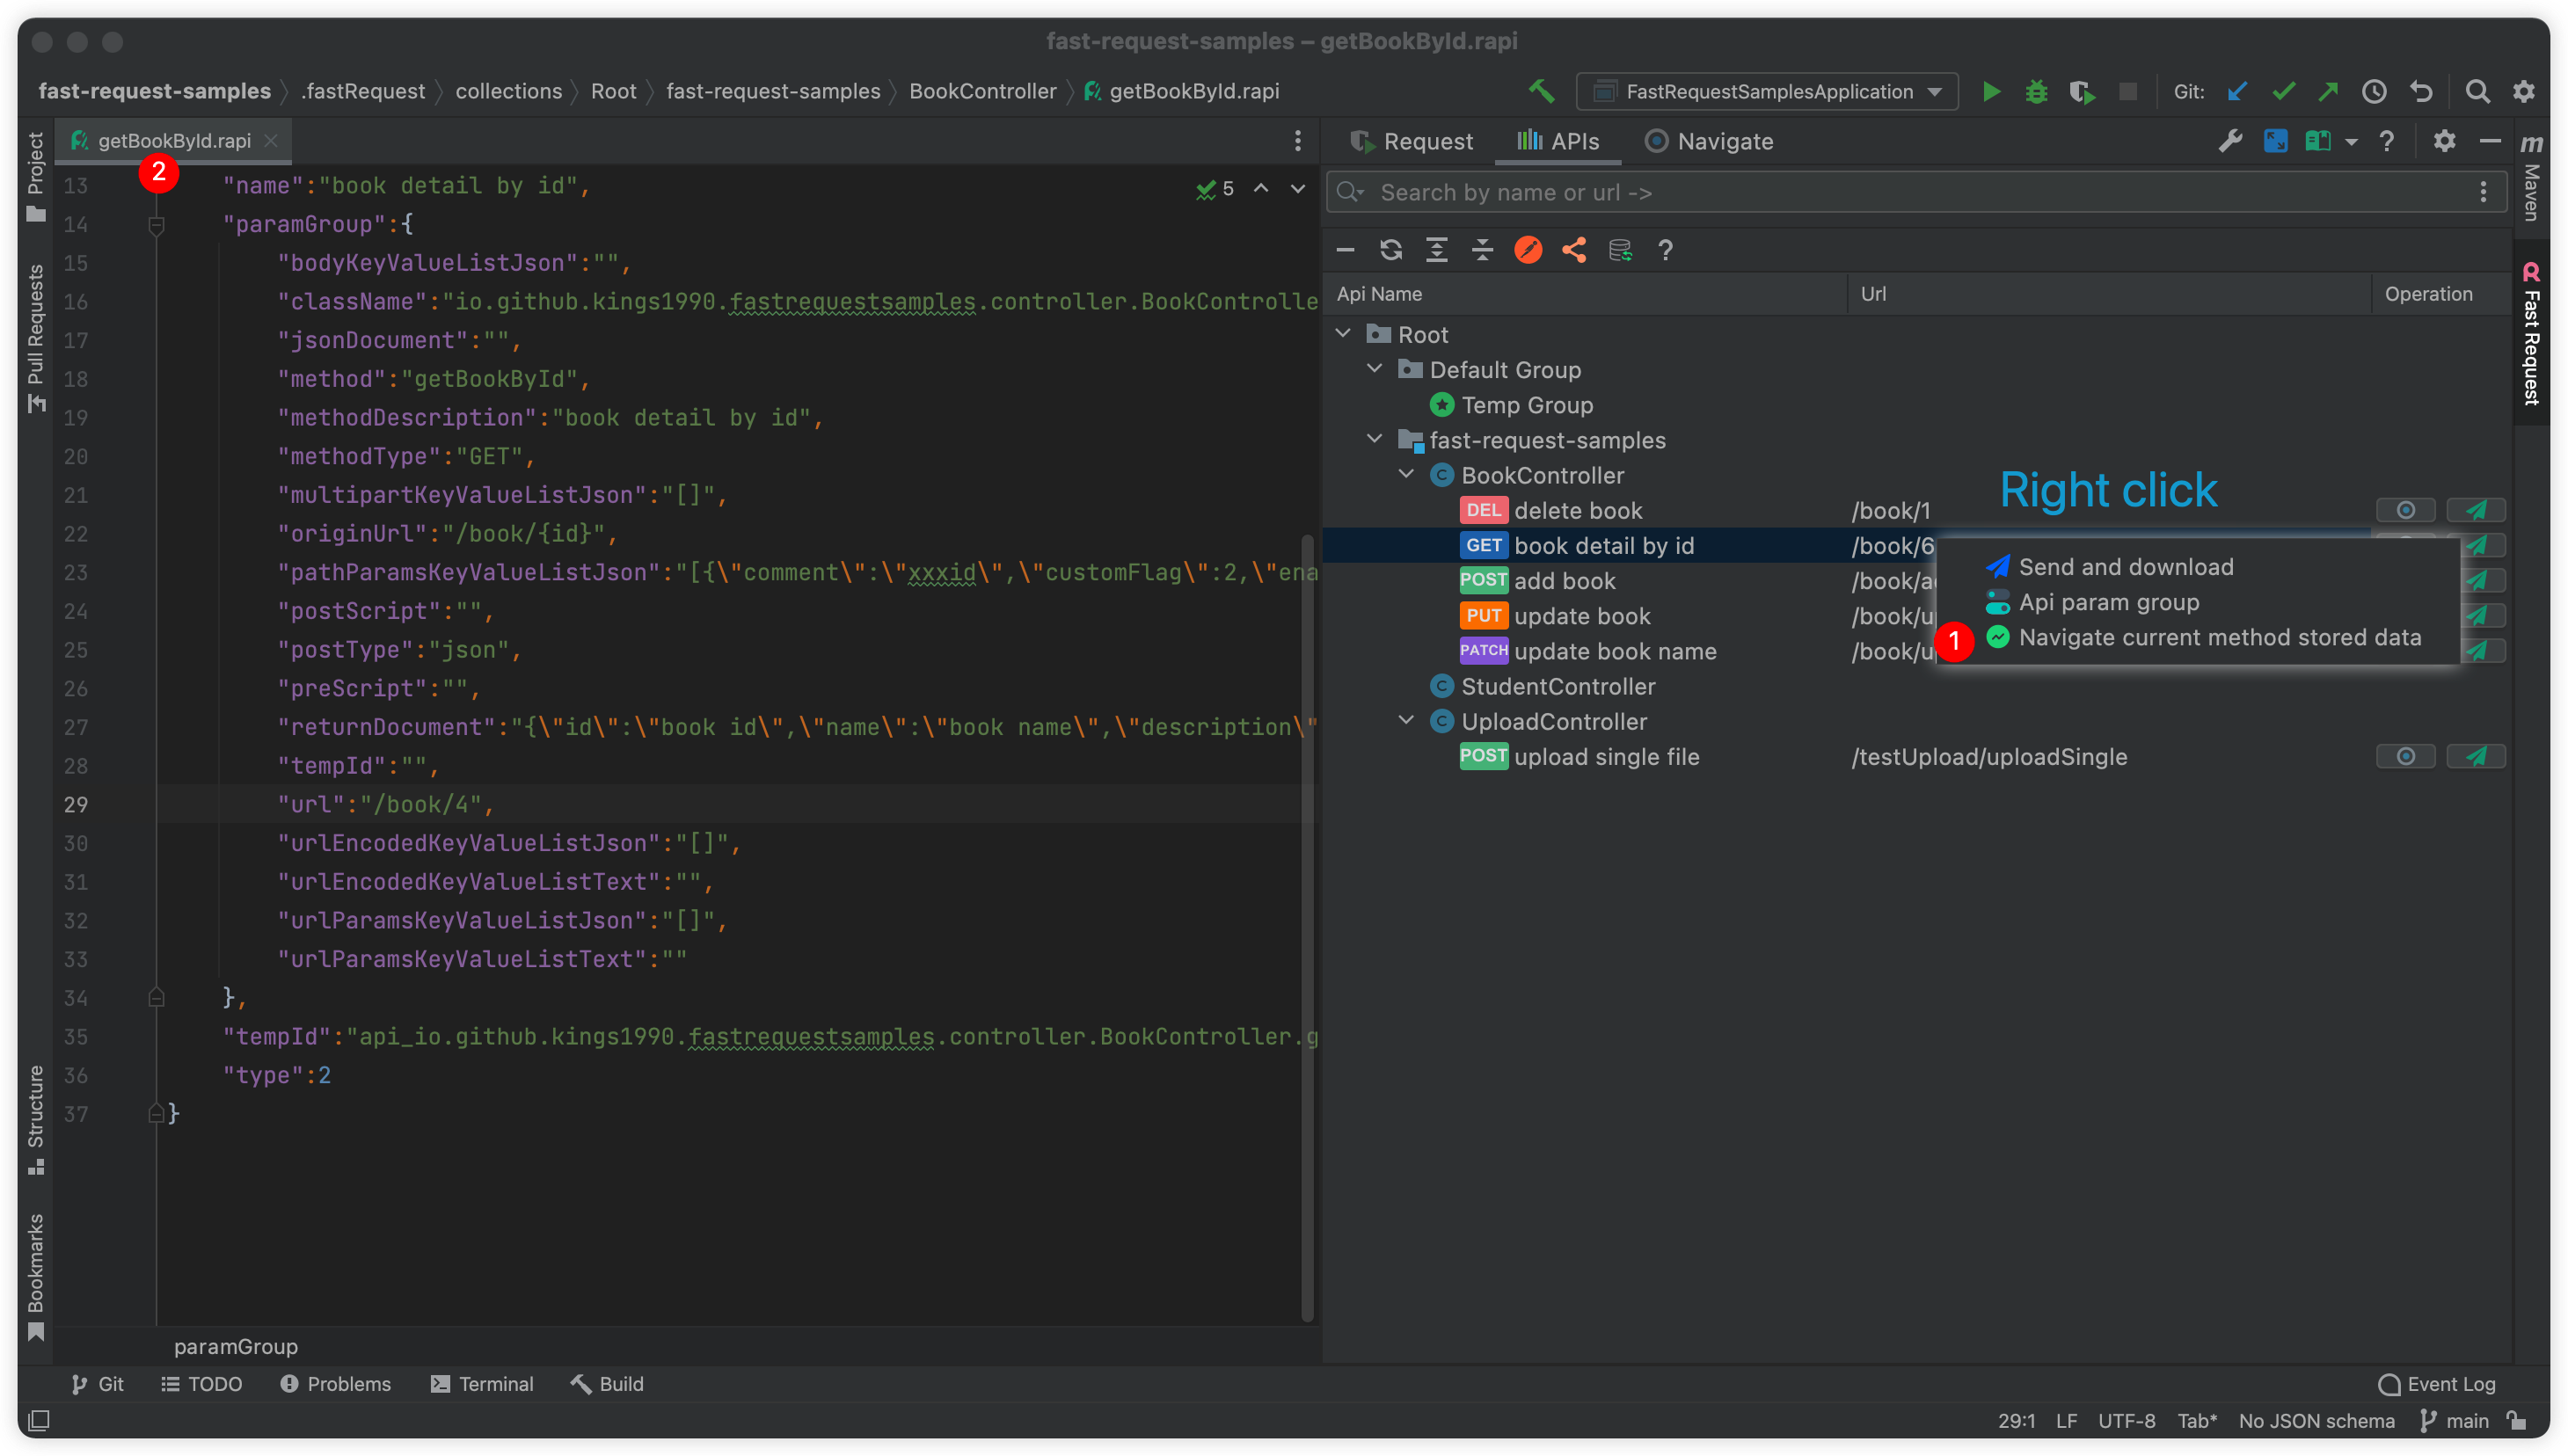 fast-request-samples – getBookById.rapi
fast-request-samples .fastRequest collections Root fast-request-samples BookController getBookById.rapi
FastRequestSamplesApplication Git:
getBookById.rapi
2
5
13 "name":"book detail by id",
14 "paramGroup":{
15 "bodyKeyValueListJson":"",
16 "className":"io.github.kings1990.fastrequestsamples.controller.BookControlle
17 "jsonDocument":"",
18 "method":"getBookById",
19 "methodDescription":"book detail by id",
20 "methodType":"GET",
21 "multipartKeyValueListJson":"[]",
22 "originUrl":"/book/{id}",
23 "pathParamsKeyValueListJson":"[{\"comment\":\"xxxid\",\"customFlag\":2,\"ena
24 "postScript":"",
25 "postType":"json",
26 "preScript":"",
27 "returnDocument":"{\"id\":\"book id\",\"name\":\"book name\",\"description\"
28 "tempId":"",
29 "url":"/book/4",
30 "urlEncodedKeyValueListJson":"[]",
31 "urlEncodedKeyValueListText":"",
32 "urlParamsKeyValueListJson":"[]",
33 "urlParamsKeyValueListText":""
34 },
35 "tempId":"api_io.github.kings1990.fastrequestsamples.controller.BookController.g
36 "type":2
37 }
paramGroup
Project
Pull Requests
Structure
Bookmarks
Request APIs Navigate
Search by name or url ->
Api Name Url Operation
Root
Default Group
Temp Group
fast-request-samples
BookController
Right click
DEL delete book /book/1
GET book detail by id /book/6
POST add book /book/a
PUT update book /book/u
PATCH update book name /book/u
Send and download
Api param group
1 Navigate current method stored data
StudentController
UploadController
POST upload single file /testUpload/uploadSingle
m
Maven
Fast Request
Git TODO Problems Terminal Build Event Log
29:1 LF UTF-8 Tab* No JSON schema main